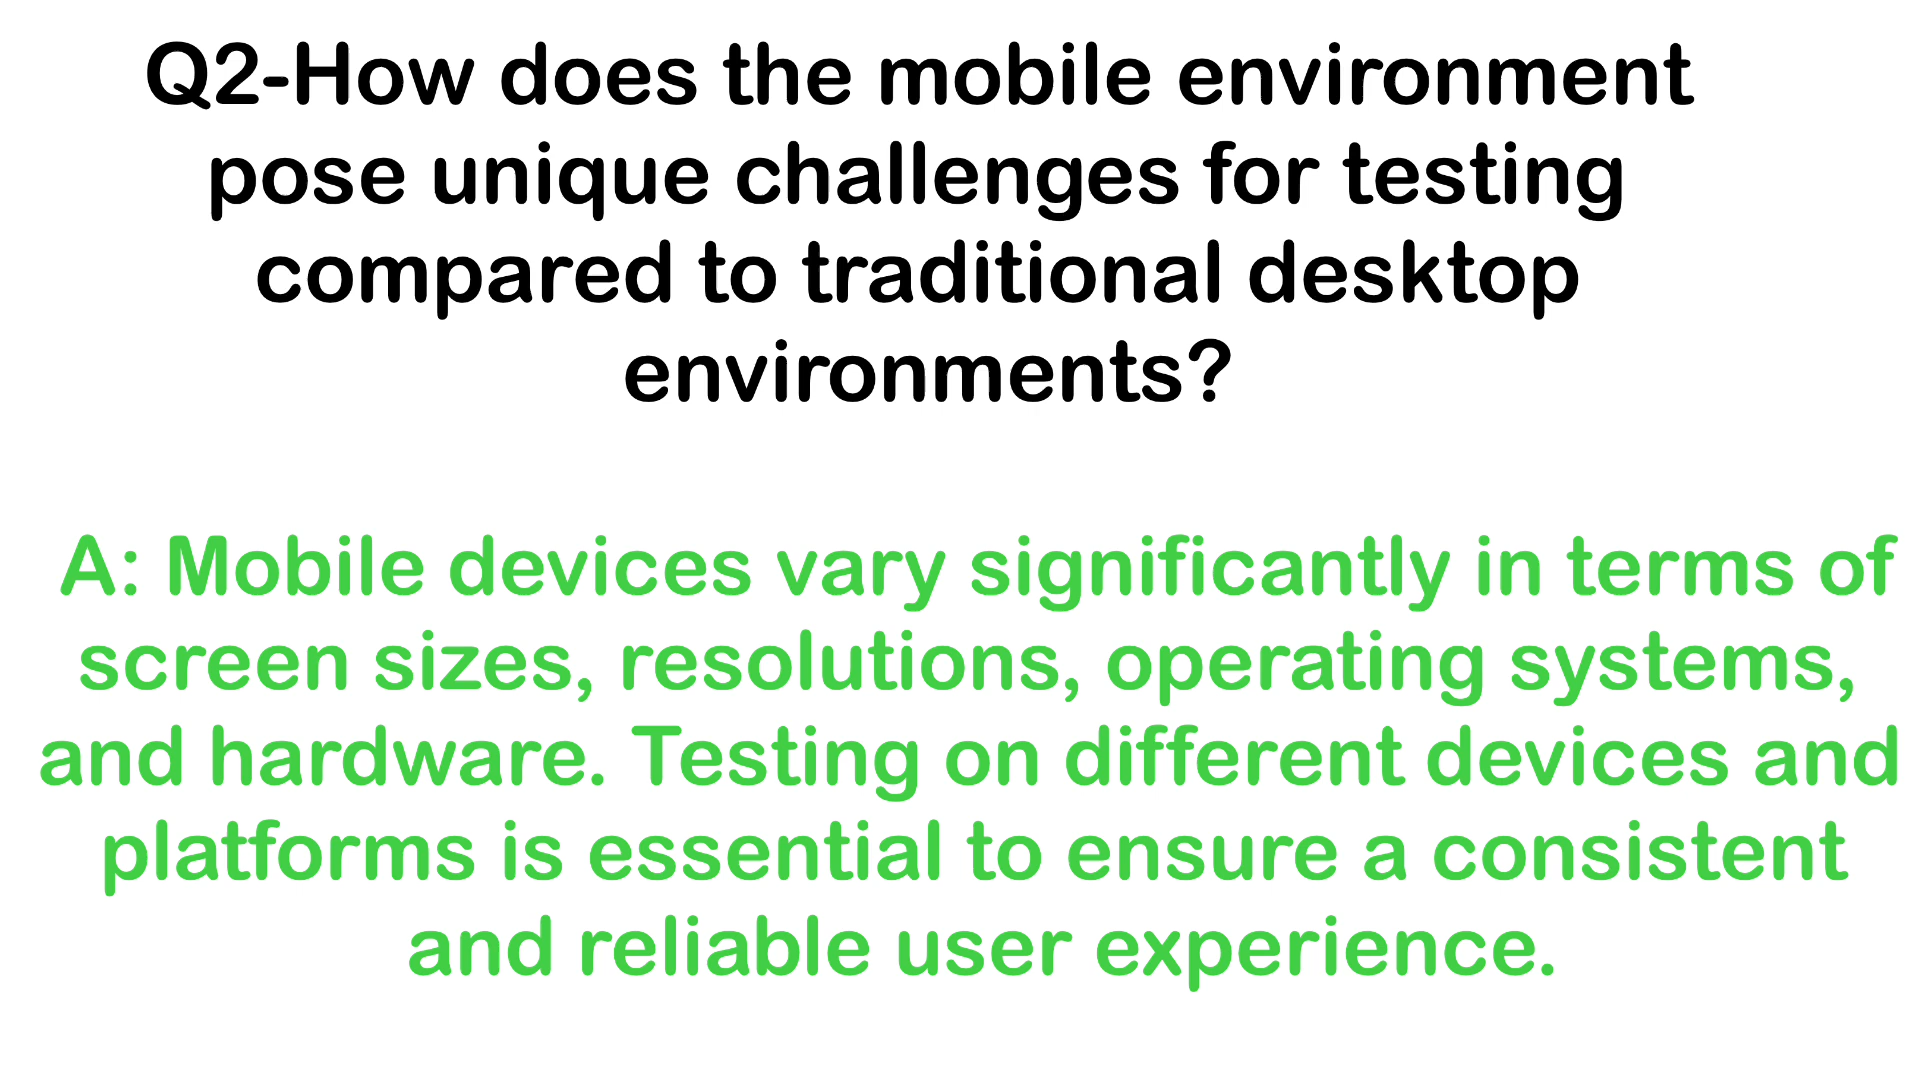 Q2-How does the mobile environment
pose unique challenges for testing
compared to traditional desktop
environments?
A: Mobile devices vary significantly in terms of
screen sizes, resolutions, operating systems,
and hardware. Testing on different devices and
platforms is essential to ensure a consistent
and reliable user experience.